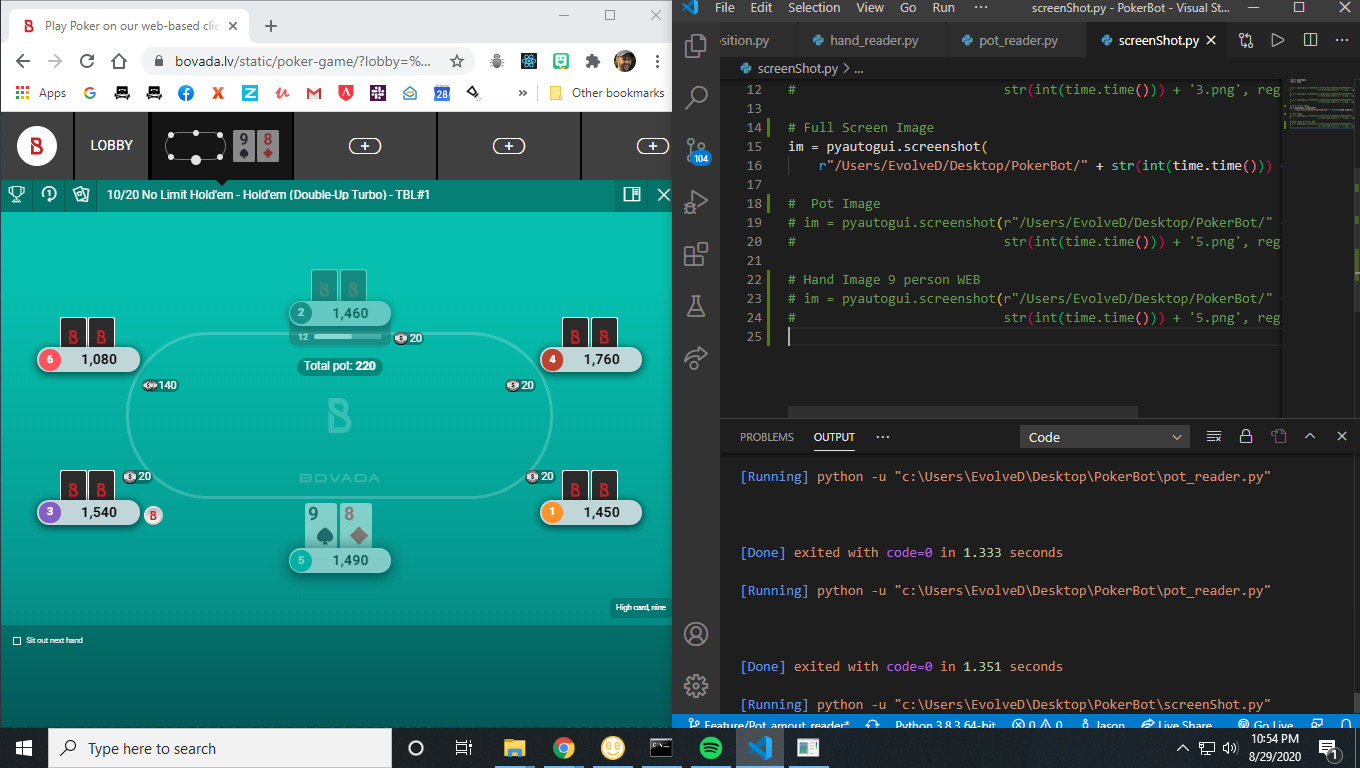 Play Poker on our web-based clie
bovada.lv/static/poker-game/?lobby=%...
Apps
28
»
Other bookmarks
LOBBY
9 8
10/20 No Limit Hold'em - Hold'em (Double-Up Turbo) - TBL#1
2 1,460
12
20
6 1,080
4 1,760
Total pot: 220
140
20
BOVADA
20
20
3 1,540
1 1,450
9 8
5 1,490
High card, nine
Sit out next hand
File Edit Selection View Go Run ... screenShot.py - PokerBot - Visual St...
osition.py hand_reader.py pot_reader.py screenShot.py
screenShot.py > ...
12 # str(int(time.time())) + '3.png', reg
13
14 # Full Screen Image
15 im = pyautogui.screenshot(
16 r"/Users/EvolveD/Desktop/PokerBot/" + str(int(time.time()))
17
18 # Pot Image
19 # im = pyautogui.screenshot(r"/Users/EvolveD/Desktop/PokerBot/"
20 # str(int(time.time())) + '5.png', reg
21
22 # Hand Image 9 person WEB
23 # im = pyautogui.screenshot(r"/Users/EvolveD/Desktop/PokerBot/"
24 # str(int(time.time())) + '5.png', reg
25
104
PROBLEMS OUTPUT ... Code
[Running] python -u "c:\Users\EvolveD\Desktop\PokerBot\pot_reader.py"
[Done] exited with code=0 in 1.333 seconds
[Running] python -u "c:\Users\EvolveD\Desktop\PokerBot\pot_reader.py"
[Done] exited with code=0 in 1.351 seconds
[Running] python -u "c:\Users\EvolveD\Desktop\PokerBot\screenShot.py"
Feature/Pot_amout_reader* Python 3.8.3 64-bit 0 0 Jason Live Share Go Live
Type here to search
10:54 PM
8/29/2020
1